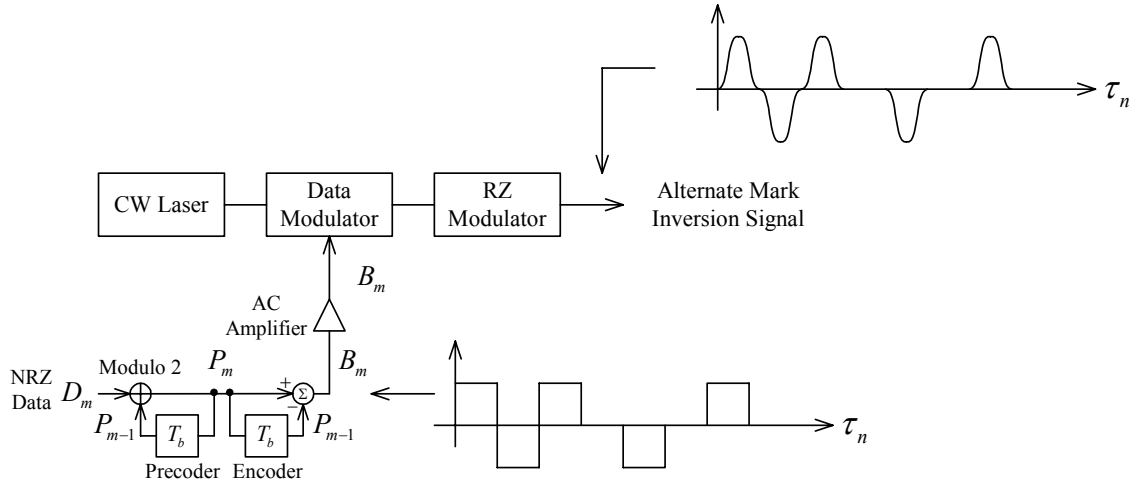 τn
CW Laser
Data
Modulator
RZ
Modulator
Alternate Mark
Inversion Signal
Bm
AC
Amplifier
NRZ
Data
Dm
Modulo 2
Pm
Bm
+
Σ
−
Pm−1
Tb
Tb
Pm−1
Precoder
Encoder
τn